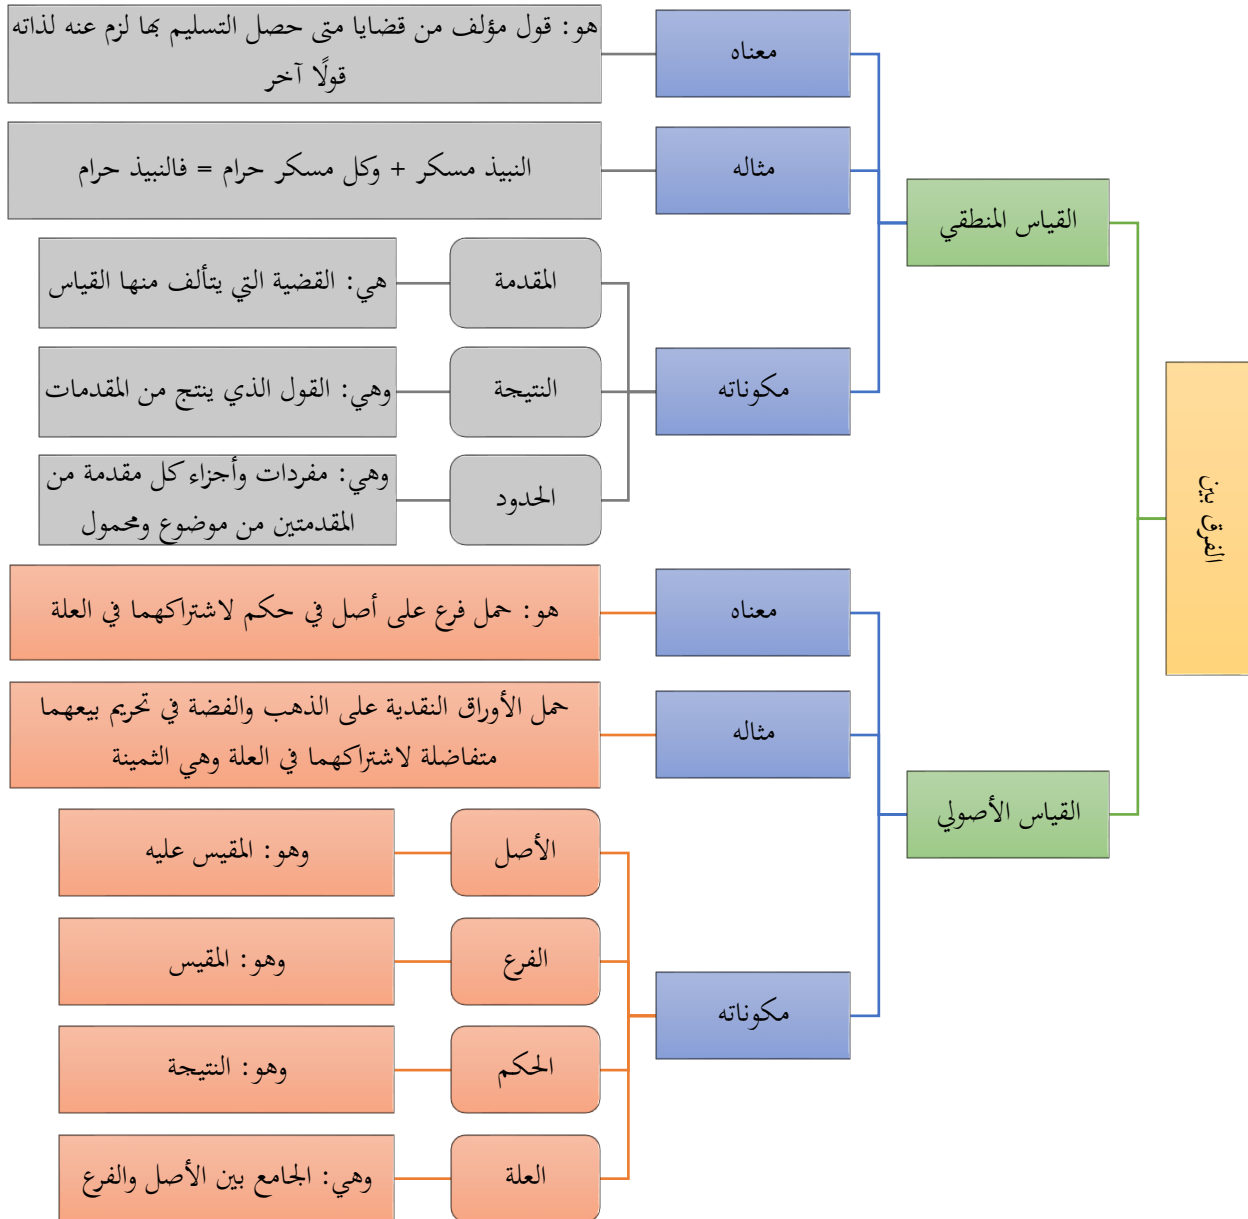 الفرق بين
القياس المنطقي
معناه
هو: قول مؤلف من قضايا متى حصل التسليم بها لزم عنه لذاته
قولًا آخر
مثاله
النبيذ مسكر + وكل مسكر حرام = فالنبيذ حرام
مكوناته
المقدمة
هي: القضية التي يتألف منها القياس
النتيجة
وهي: القول الذي ينتج من المقدمات
الحدود
وهي: مفردات وأجزاء كل مقدمة من
المقدمتين من موضوع ومحمول
القياس الأصولي
معناه
هو: حمل فرع على أصل في حكم لاشتراكهما في العلة
مثاله
حمل الأوراق النقدية على الذهب والفضة في تحريم بيعهما
متفاضلة لاشتراكهما في العلة وهي الثمينة
مكوناته
الأصل
وهو: المقيس عليه
الفرع
وهو: المقيس
الحكم
وهو: النتيجة
العلة
وهي: الجامع بين الأصل والفرع